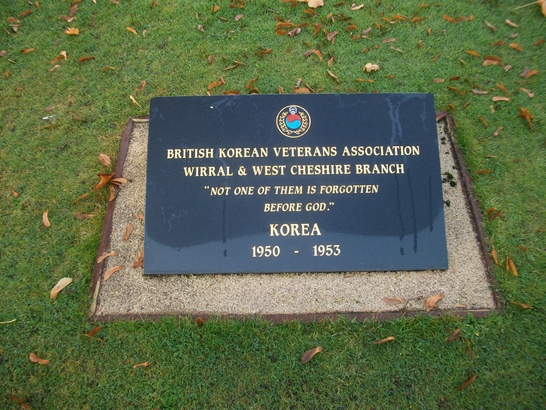 BRITISH KOREAN VETERANS ASSOCIATION
WIRRAL & WEST CHESHIRE BRANCH
"NOT ONE OF THEM IS FORGOTTEN
BEFORE GOD."
KOREA
1950 - 1953